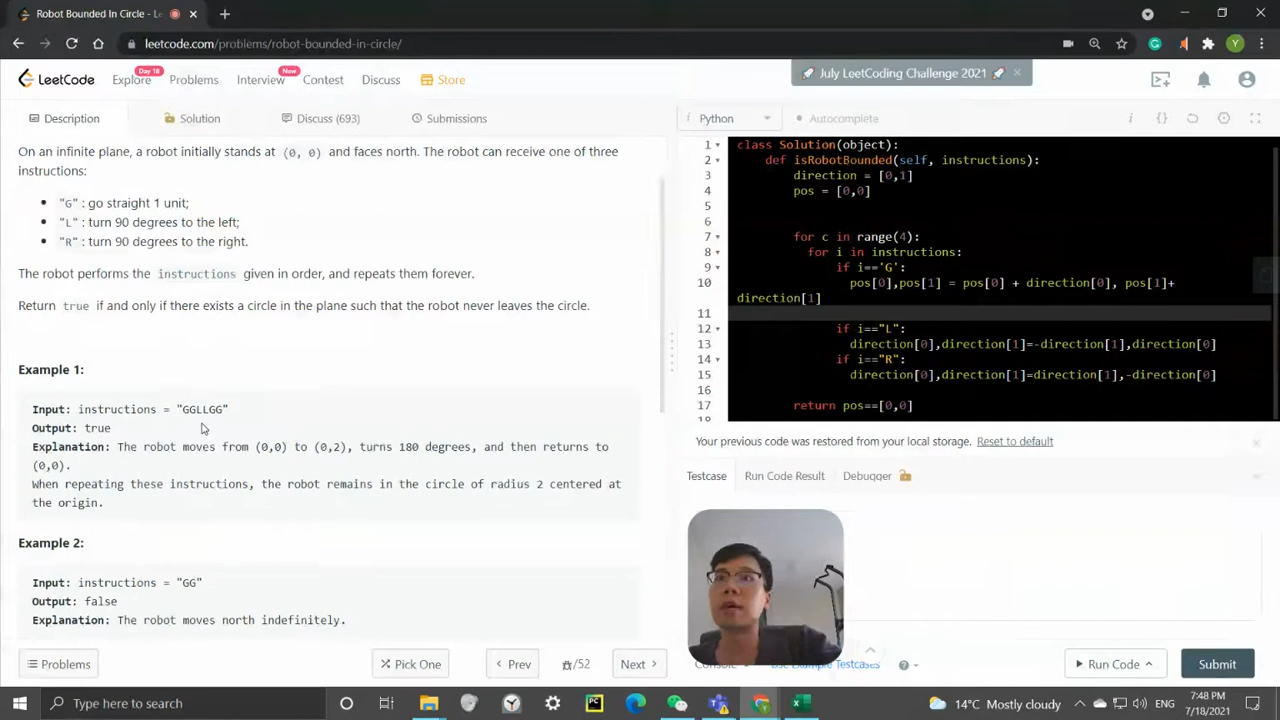 Robot Bounded In Circle - L
leetcode.com/problems/robot-bounded-in-circle/
LeetCode
Explore
Day 18
Problems
Interview
New
Contest
Discuss
Store
🚀 July LeetCoding Challenge 2021 🚀
Description
Solution
Discuss (693)
Submissions
On an infinite plane, a robot initially stands at (0, 0) and faces north. The robot can receive one of three
instructions:
"G" : go straight 1 unit;
"L" : turn 90 degrees to the left;
"R" : turn 90 degrees to the right.
The robot performs the instructions given in order, and repeats them forever.
Return true if and only if there exists a circle in the plane such that the robot never leaves the circle.
Example 1:
Input: instructions = "GGLLGG"
Output: true
Explanation: The robot moves from (0,0) to (0,2), turns 180 degrees, and then returns to
(0,0).
When repeating these instructions, the robot remains in the circle of radius 2 centered at
the origin.
Example 2:
Input: instructions = "GG"
Output: false
Explanation: The robot moves north indefinitely.
Problems
Pick One
Prev
/52
Next
Python
Autocomplete
1 class Solution(object):
2 def isRobotBounded(self, instructions):
3 direction = [0,1]
4 pos = [0,0]
5
6
7 for c in range(4):
8 for i in instructions:
9 if i=='G':
10 pos[0],pos[1] = pos[0] + direction[0], pos[1]+
direction[1]
11
12 if i=="L":
13 direction[0],direction[1]=-direction[1],direction[0]
14 if i=="R":
15 direction[0],direction[1]=direction[1],-direction[0]
16
17 return pos==[0,0]
18
Your previous code was restored from your local storage. Reset to default
Testcase
Run Code Result
Debugger
Console
Use Example Testcases
Run Code
Submit
Type here to search
14°C Mostly cloudy
ENG
7:48 PM
7/18/2021